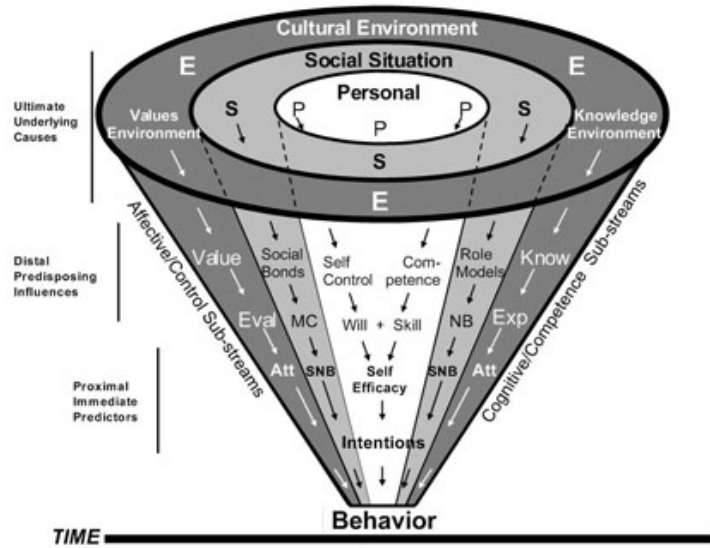 Cultural Environment
E E
Social Situation
Personal
P P
P
S S
S
E
Values
Environment
Knowledge
Environment
Ultimate
Underlying
Causes
Distal
Predisposing
Influences
Proximal
Immediate
Predictors
Affective/Control Sub-streams
Cognitive/Competence Sub-streams
Value
Social
Bonds
Self
Control
Com-
petence
Role
Models
Know
Eval
MC
Will + Skill
NB
Exp
Att
SNB
Self
Efficacy
SNB
Att
Intentions
Behavior
TIME